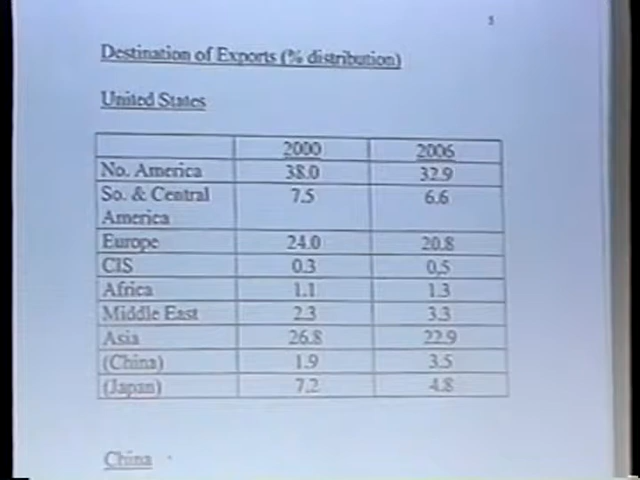 5
Destination of Exports (% distribution)
United States
2000 2006
No. America 38.0 32.9
So. & Central 7.5 6.6
America
Europe 24.0 20.8
CIS 0.3 0.5
Africa 1.1 1.3
Middle East 2.3 3.3
Asia 26.8 22.9
(China) 1.9 3.5
(Japan) 7.2 4.8
China